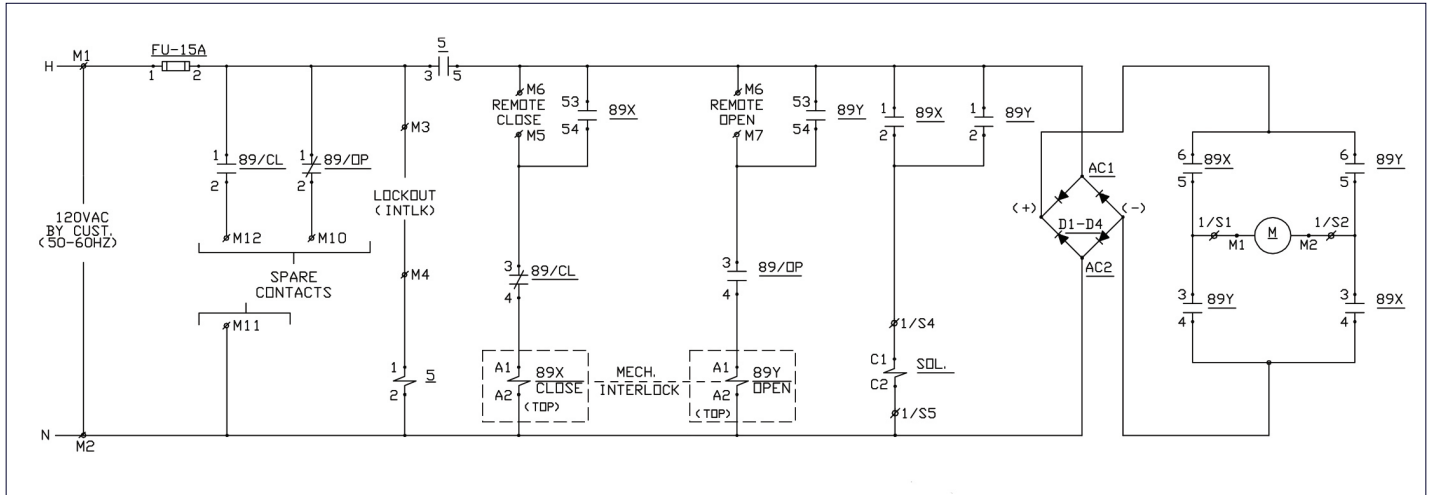 H
M1
FU-15A
1 2
5
3 5
120VAC
BY CUST.
(50-60HZ)
N
M2
1
2
89/CL
1
2
89/OP
M12
M10
SPARE
CONTACTS
M11
M3
LOCKOUT
(INTLK)
M4
1
2
5
M6
REMOTE
CLOSE
M5
53
54
89X
3
4
89/CL
A1
A2
89X
CLOSE
(TOP)
MECH.
INTERLOCK
M6
REMOTE
OPEN
M7
53
54
89Y
3
4
89/OP
A1
A2
89Y
OPEN
(TOP)
1
2
89X
1
2
89Y
1/S4
C1
C2
SOL.
1/S5
AC1
(+)
(-)
D1-D4
AC2
6
5
89X
6
5
89Y
1/S1
M1
M
M2
1/S2
3
4
89Y
3
4
89X